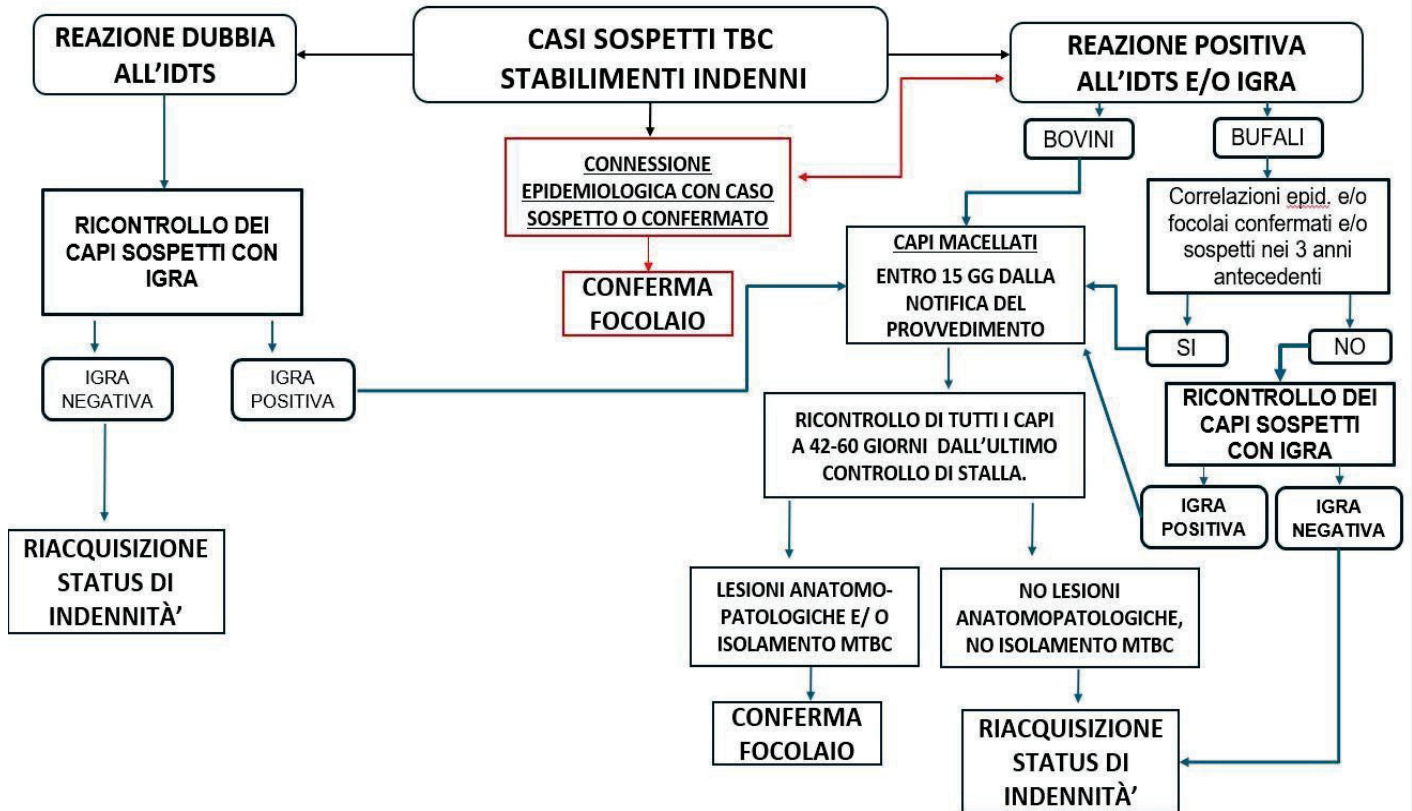 CASI SOSPETTI TBC
STABILIMENTI INDENNI
REAZIONE DUBBIA
ALL’IDTS
RICONTROLLO DEI
CAPI SOSPETTI CON
IGRA
IGRA
NEGATIVA
IGRA
POSITIVA
RIACQUISIZIONE
STATUS DI
INDENNITÀ’
CONNESSIONE
EPIDEMIOLOGICA CON CASO
SOSPETTO O CONFERMATO
CONFERMA
FOCOLAIO
REAZIONE POSITIVA
ALL’IDTS E/O IGRA
BOVINI
BUFALI
CAPI MACELLATI
ENTRO 15 GG DALLA
NOTIFICA DEL
PROVVEDIMENTO
Correlazioni epid. e/o
focolai confermati e/o
sospetti nei 3 anni
antecedenti
SI
NO
RICONTROLLO DEI
CAPI SOSPETTI
CON IGRA
IGRA
POSITIVA
IGRA
NEGATIVA
RICONTROLLO DI TUTTI I CAPI
A 42-60 GIORNI DALL’ULTIMO
CONTROLLO DI STALLA.
LESIONI ANATOMO-
PATOLOGICHE E/ O
ISOLAMENTO MTBC
NO LESIONI
ANATOMOPATOLOGICHE,
NO ISOLAMENTO MTBC
CONFERMA
FOCOLAIO
RIACQUISIZIONE
STATUS DI
INDENNITÀ’